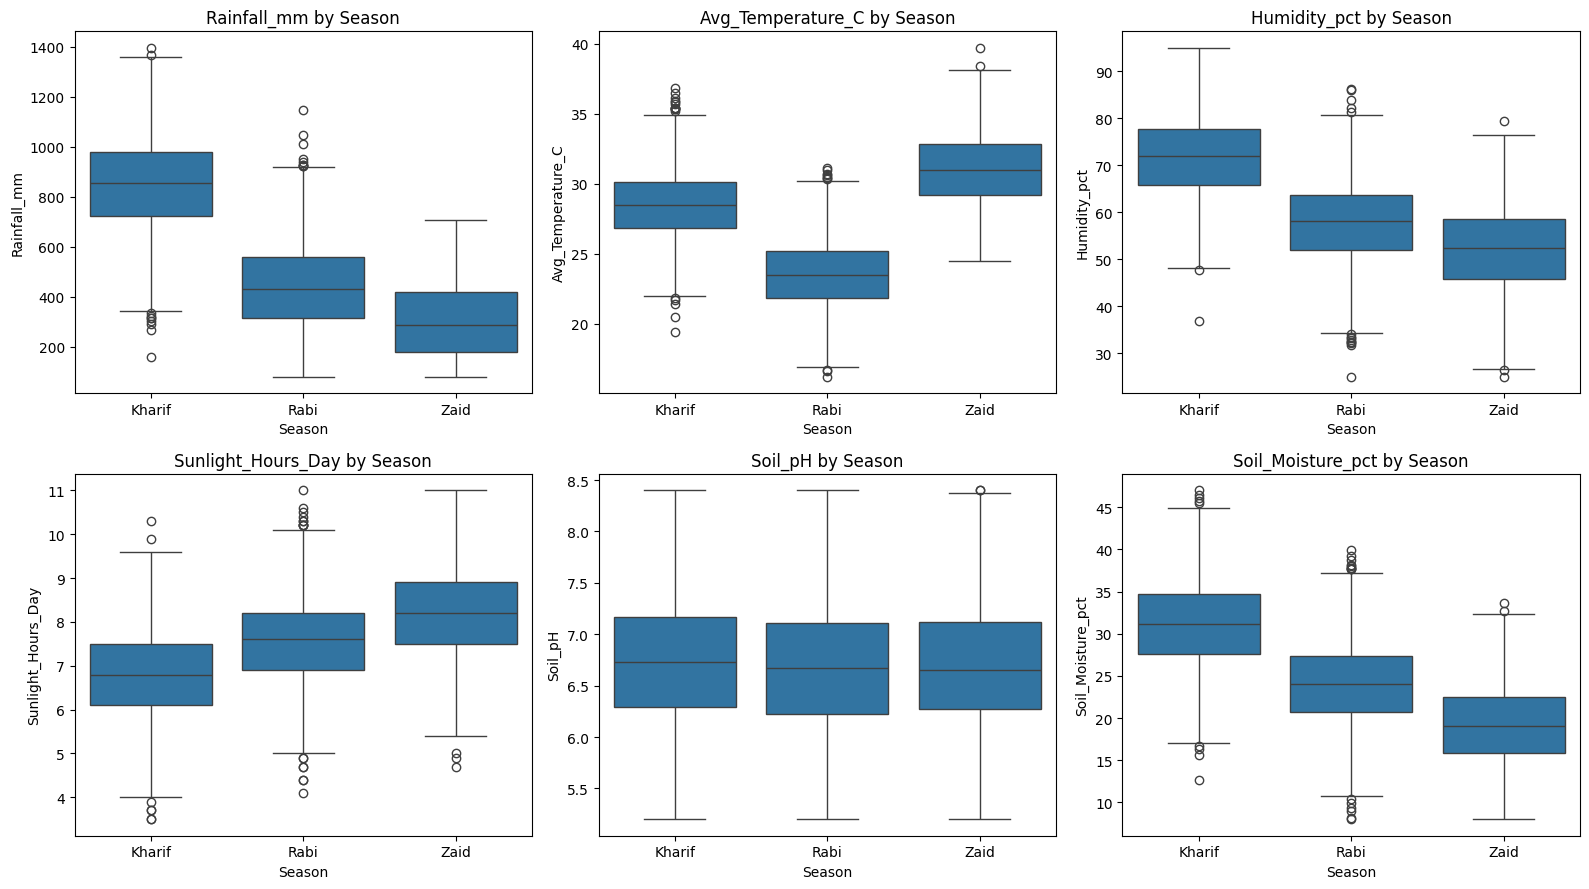 Rainfall_mm by Season
Rainfall_mm
1400
1200
1000
800
600
400
200
Kharif Rabi Zaid
Season
Avg_Temperature_C by Season
Avg_Temperature_C
40
35
30
25
20
Kharif Rabi Zaid
Season
Humidity_pct by Season
Humidity_pct
90
80
70
60
50
40
30
Kharif Rabi Zaid
Season
Sunlight_Hours_Day by Season
Sunlight_Hours_Day
11
10
9
8
7
6
5
4
Kharif Rabi Zaid
Season
Soil_pH by Season
Soil_pH
8.5
8.0
7.5
7.0
6.5
6.0
5.5
Kharif Rabi Zaid
Season
Soil_Moisture_pct by Season
Soil_Moisture_pct
45
40
35
30
25
20
15
10
Kharif Rabi Zaid
Season